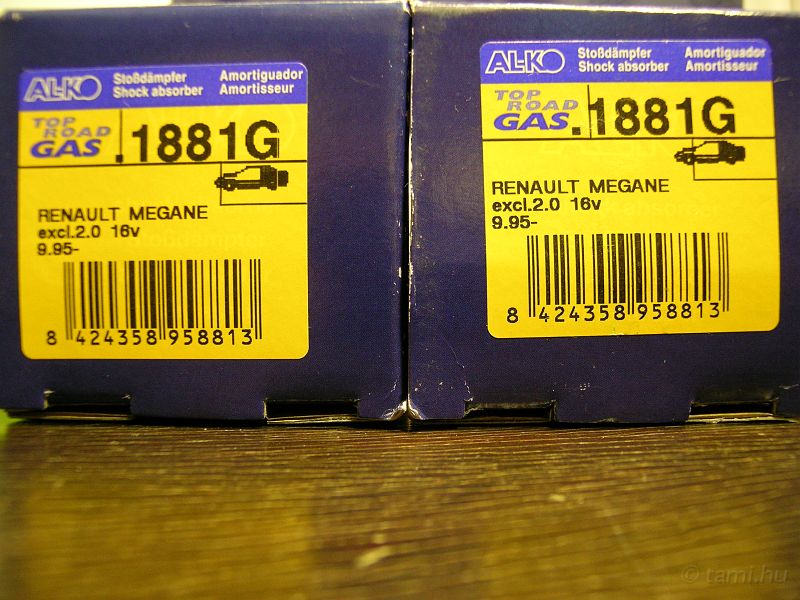 AL-KO
Stoßdämpfer Amortiguador
Shock absorber Amortisseur
TOP
ROAD
GAS .1881G
RENAULT MEGANE
excl.2.0 16v
9.95-
8 424358 958813
AL-KO
Stoßdämpfer Amortiguador
Shock absorber Amortisseur
TOP
ROAD
GAS .1881G
RENAULT MEGANE
excl.2.0 16v
9.95-
8 424358 958813
© tami.hu